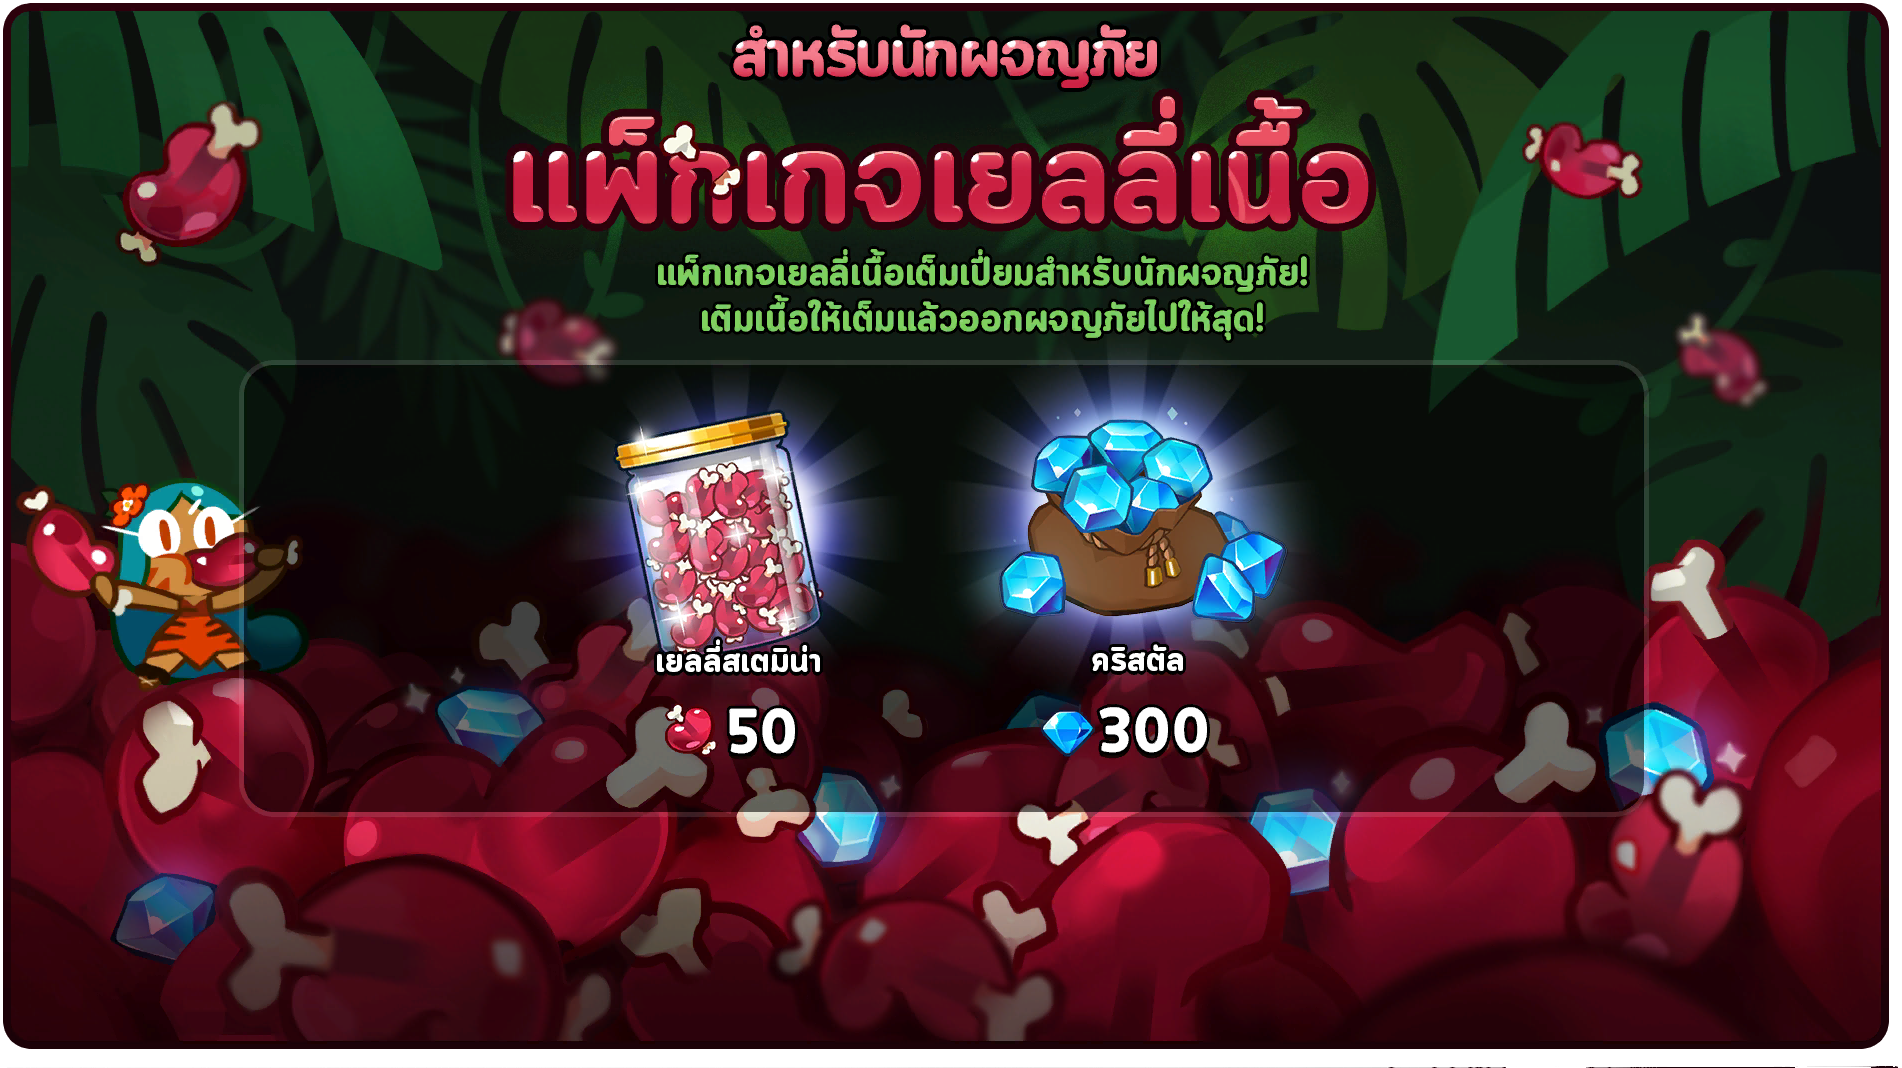 สำหรับนักผจญภัย
แพ็กเกจเยลลี่เนื้อ
แพ็กเกจเยลลี่เนื้อเต็มเปี่ยมสำหรับนักผจญภัย!
เติมเนื้อให้เต็มแล้วออกผจญภัยไปให้สุด!
เยลลี่สเตมิน่า
50
คริสตัล
300